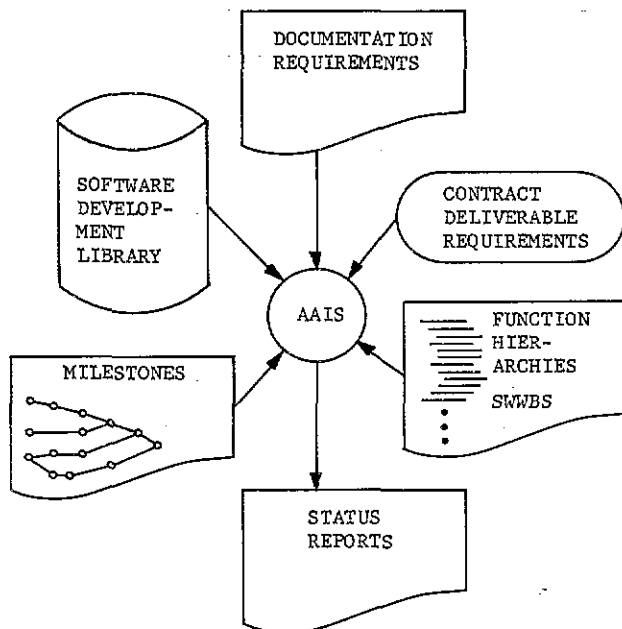 DOCUMENTATION
REQUIREMENTS
SOFTWARE
DEVELOP-
MENT
LIBRARY
CONTRACT
DELIVERABLE
REQUIREMENTS
AAIS
MILESTONES
FUNCTION
HIER-
ARCHIES
SWWBS
STATUS
REPORTS